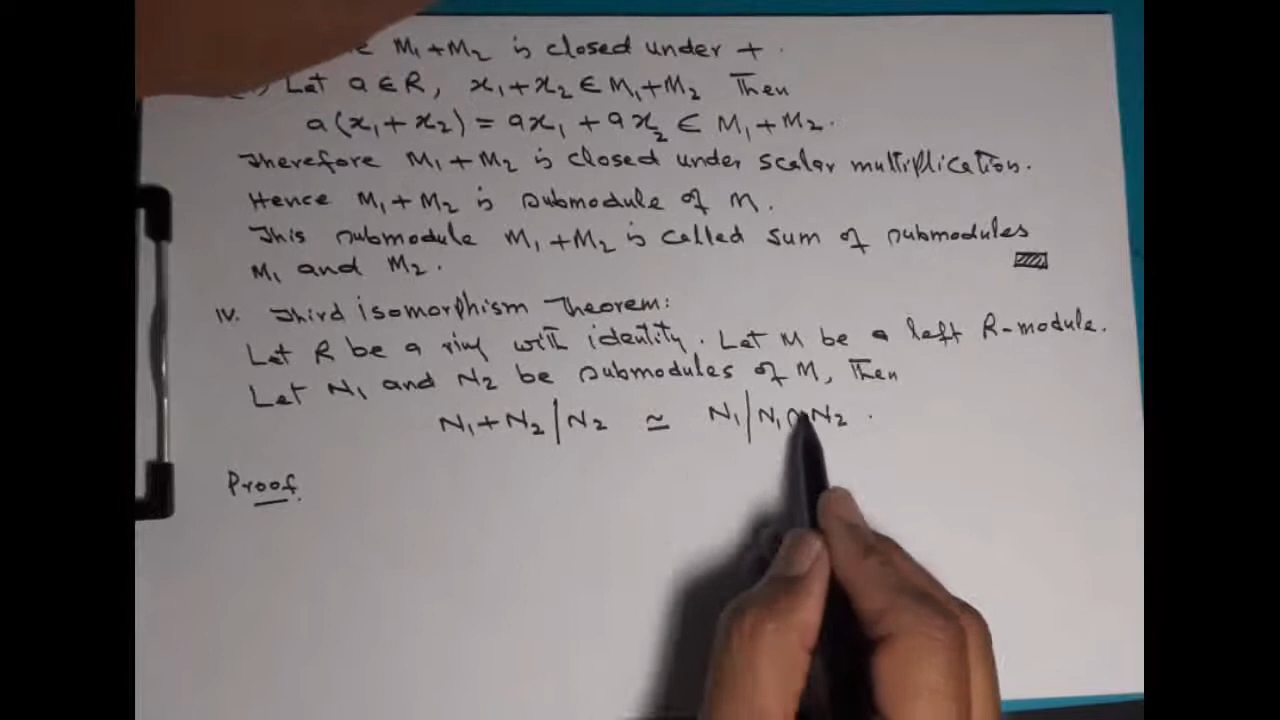 M₁+M₂ is closed under + .
Let a ∈ R, x₁+x₂ ∈ M₁+M₂ Then
a(x₁+x₂) = ax₁ + ax₂ ∈ M₁+M₂.
Therefore M₁+M₂ is closed under scalar multiplication.
Hence M₁+M₂ is submodule of M.
This submodule M₁+M₂ is called sum of submodules
M₁ and M₂.
IV. Third isomorphism Theorem:
Let R be a ring with identity. Let M be a left R-module.
Let N₁ and N₂ be submodules of M, Then
N₁+N₂/N₂ ≃ N₁/N₁∩N₂ .
Proof.